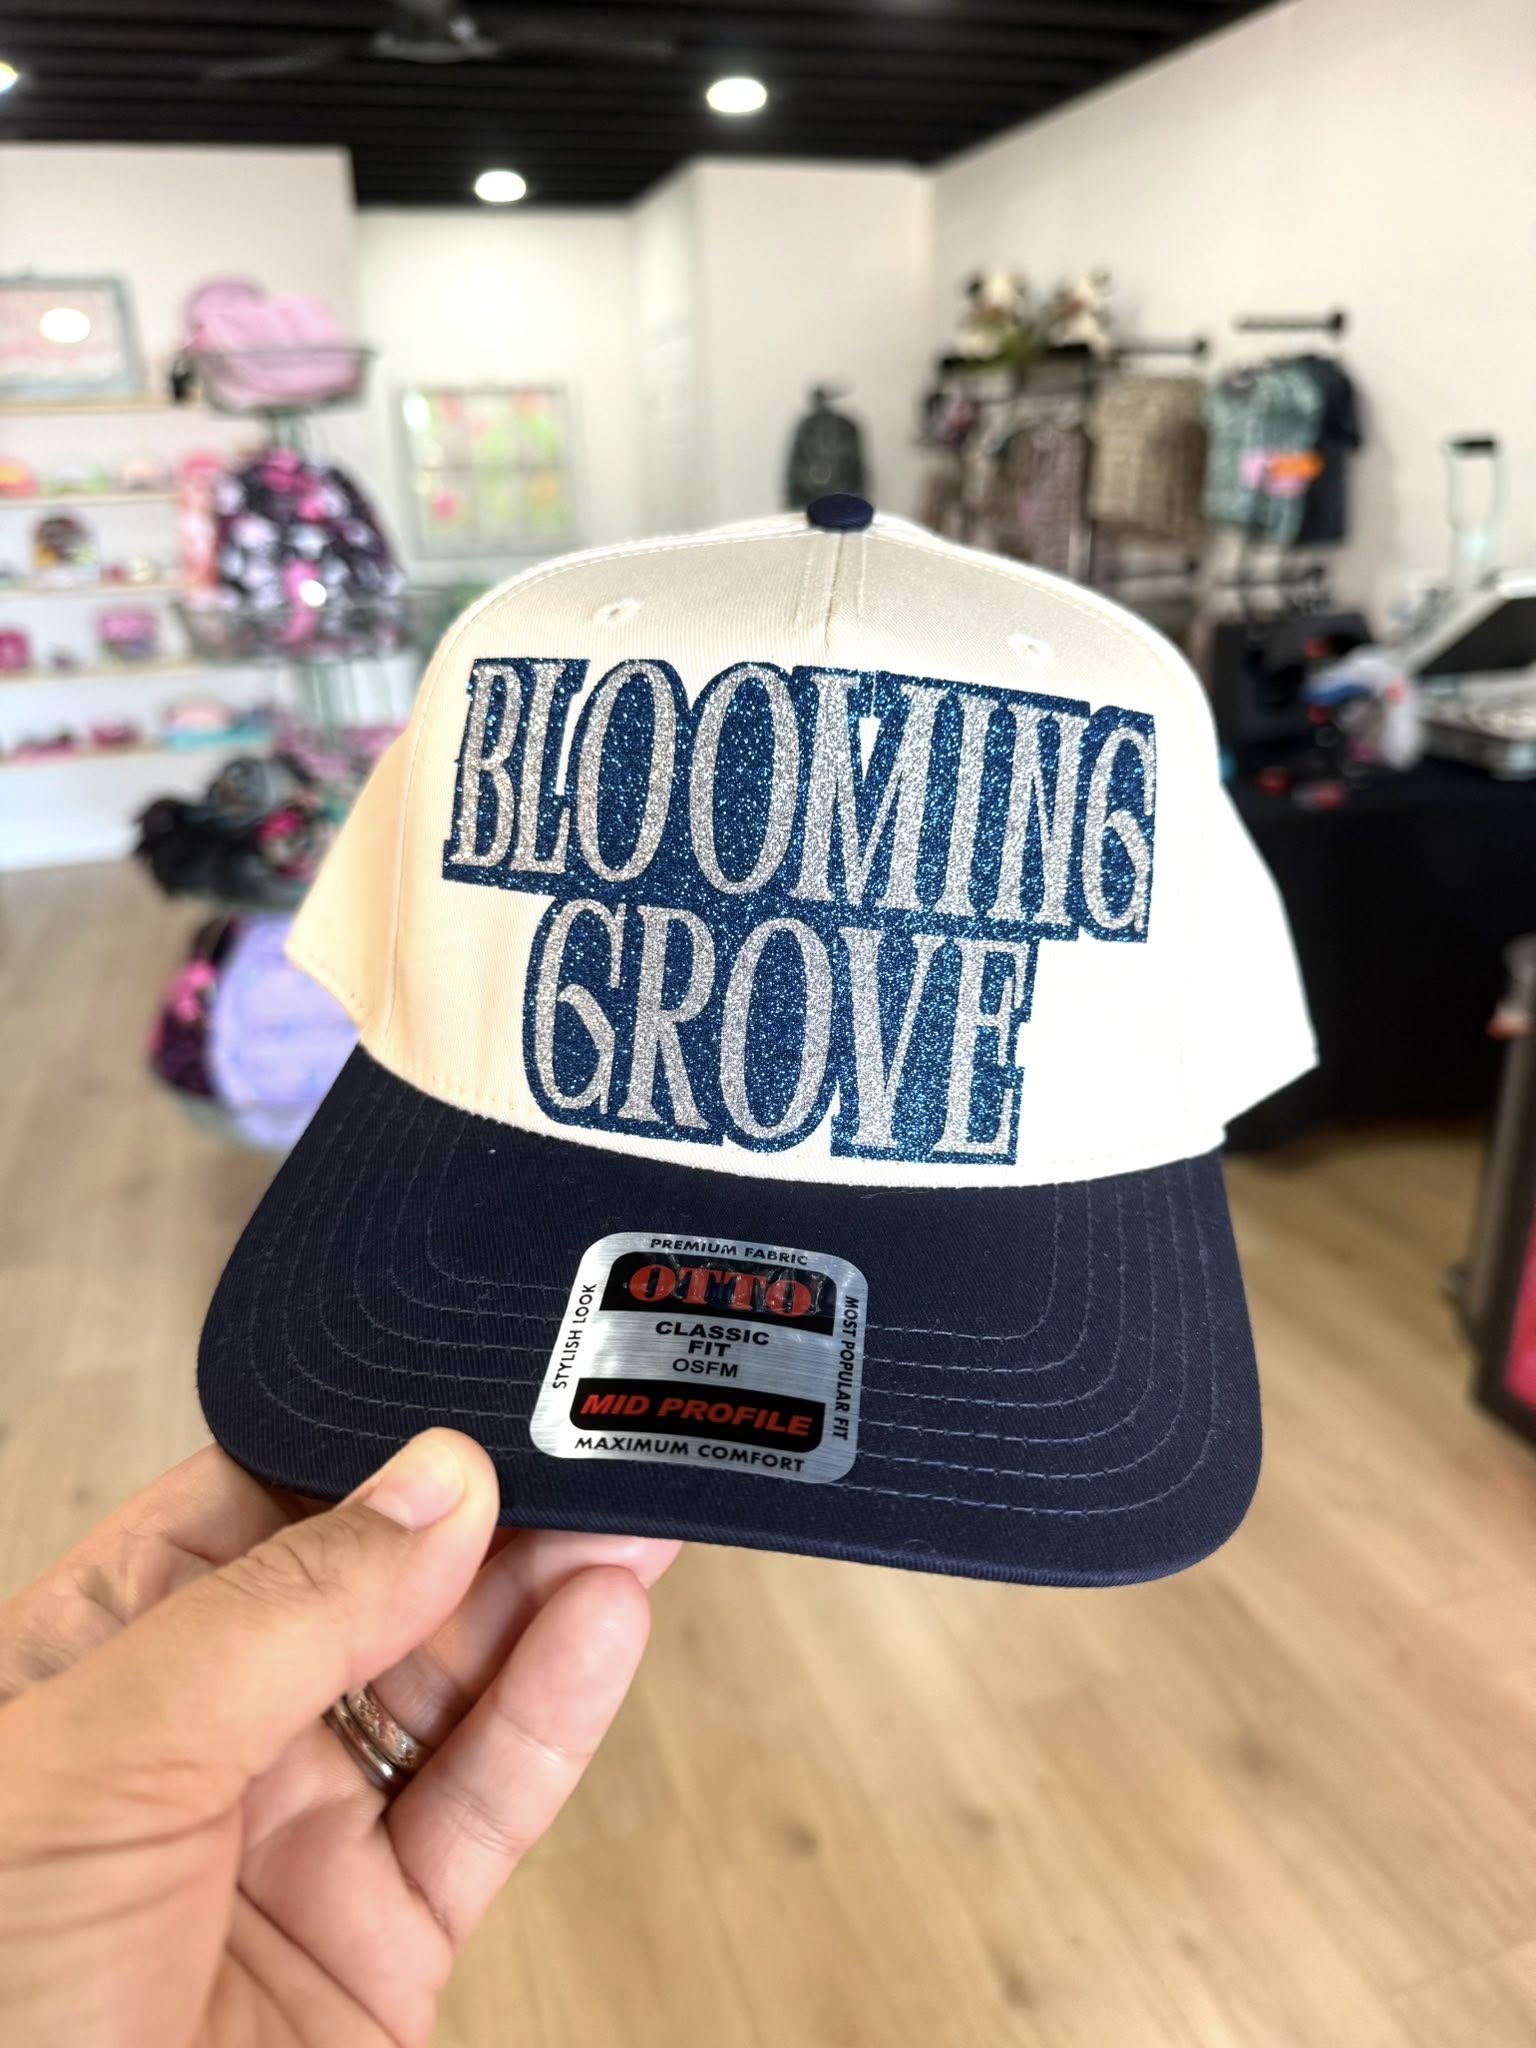 BLOOMING
GROVE
PREMIUM FABRIC
OTTO
STYLISH LOOK
CLASSIC
FIT
OSFM
MOST POPULAR FIT
MID PROFILE
MAXIMUM COMFORT